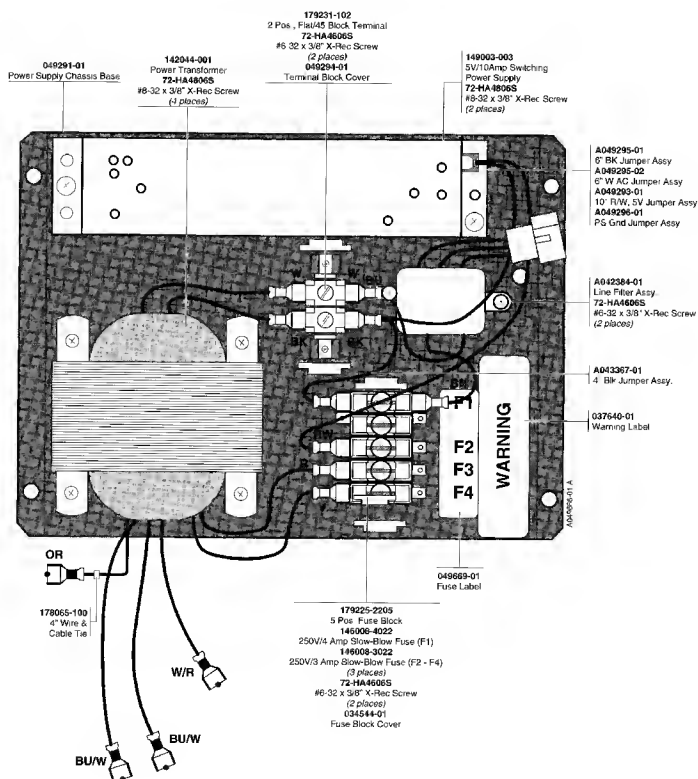 179231-102
2 Pos., Flat/45 Block Terminal
72-HA4606S
#6-32 x 3/8" X-Rec Screw
(2 places)
049294-01
Terminal Block Cover
049291-01
Power Supply Chassis Base
142044-001
Power Transformer
72-HA4806S
#8-32 x 3/8" X-Rec Screw
(4 places)
149003-003
5V/10Amp Switching
Power Supply
72-HA4806S
#8-32 x 3/8" X-Rec Screw
(2 places)
A049295-01
6" BK Jumper Assy
A049295-02
6" W AC Jumper Assy
A049293-01
10" R/W, 5V Jumper Assy
A049296-01
PS Gnd Jumper Assy
A042384-01
Line Filter Assy.
72-HA4606S
#6-32 x 3/8" X-Rec Screw
(2 places)
A043367-01
4" Blk Jumper Assy.
037640-01
Warning Label
W
W
BK
BK
BK
RW
R
F1
F2
F3
F4
WARNING
049669-01
Fuse Label
OR
178065-100
4" Wire &
Cable Tie
W/R
BU/W
BU/W
179225-2205
5 Pos Fuse Block
146008-4022
250V/4 Amp Slow-Blow Fuse (F1)
146008-3022
250V/3 Amp Slow-Blow Fuse (F2 - F4)
(3 places)
72-HA4606S
#6-32 x 3/8" X-Rec Screw
(2 places)
034544-01
Fuse Block Cover